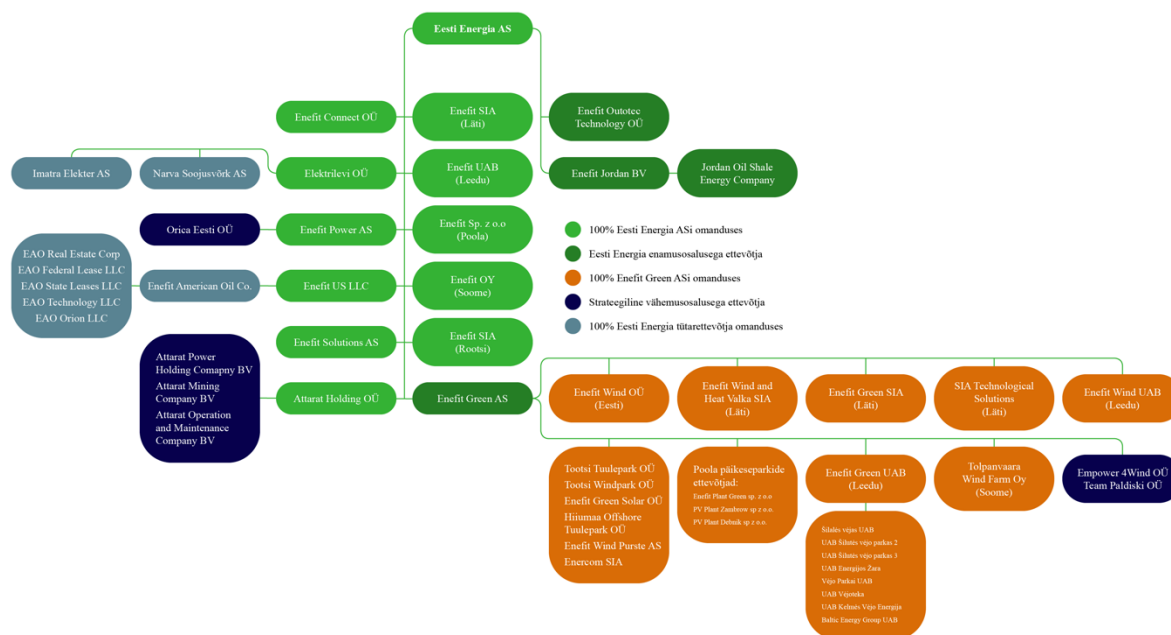 Eesti Energia AS
Enefit Connect OÜ
Enefit SIA
(Läti)
Enefit Outotec
Technology OÜ
Imatra Elekter AS
Narva Soojusvõrk AS
Elektrilevi OÜ
Enefit UAB
(Leedu)
Enefit Jordan BV
Jordan Oil Shale
Energy Company
Orica Eesti OÜ
Enefit Power AS
Enefit Sp. z o.o
(Poola)
EAO Real Estate Corp
EAO Federal Lease LLC
EAO State Leases LLC
EAO Technology LLC
EAO Orion LLC
Enefit American Oil Co.
Enefit US LLC
Enefit OY
(Soome)
100% Eesti Energia ASi omanduses
Eesti Energia enamusosalusega ettevõtja
100% Enefit Green ASi omanduses
Strateegiline vähemusosalusega ettevõtja
100% Eesti Energia tütarettevõtja omanduses
Enefit Solutions AS
Enefit SIA
(Rootsi)
Attarat Power
Holding Comapny BV
Attarat Mining
Company BV
Attarat Operation
and Maintenance
Company BV
Attarat Holding OÜ
Enefit Green AS
Enefit Wind OÜ
(Eesti)
Enefit Wind and
Heat Valka SIA
(Läti)
Enefit Green SIA
(Läti)
SIA Technological
Solutions
(Läti)
Enefit Wind UAB
(Leedu)
Tootsi Tuulepark OÜ
Tootsi Windpark OÜ
Enefit Green Solar OÜ
Hiiumaa Offshore
Tuulepark OÜ
Enefit Wind Purtse AS
Enercom SIA
Poola päikeseparkide
ettevõtjad:
Enefit Plant Green sp. z o.o
PV Plant Zambrow sp z o.o.
PV Plant Debnik sp z o.o.
Enefit Green UAB
(Leedu)
Šilalės vėjas UAB
UAB Šilutės vėjo parkas 2
UAB Šilutės vėjo parkas 3
UAB Energijos Žara
Vėjo Parkai UAB
UAB Vėjoteka
UAB Kelmės Vėjo Energija
Baltic Energy Group UAB
Tolpanvaara
Wind Farm Oy
(Soome)
Empower 4Wind OÜ
Team Paldiski OÜ